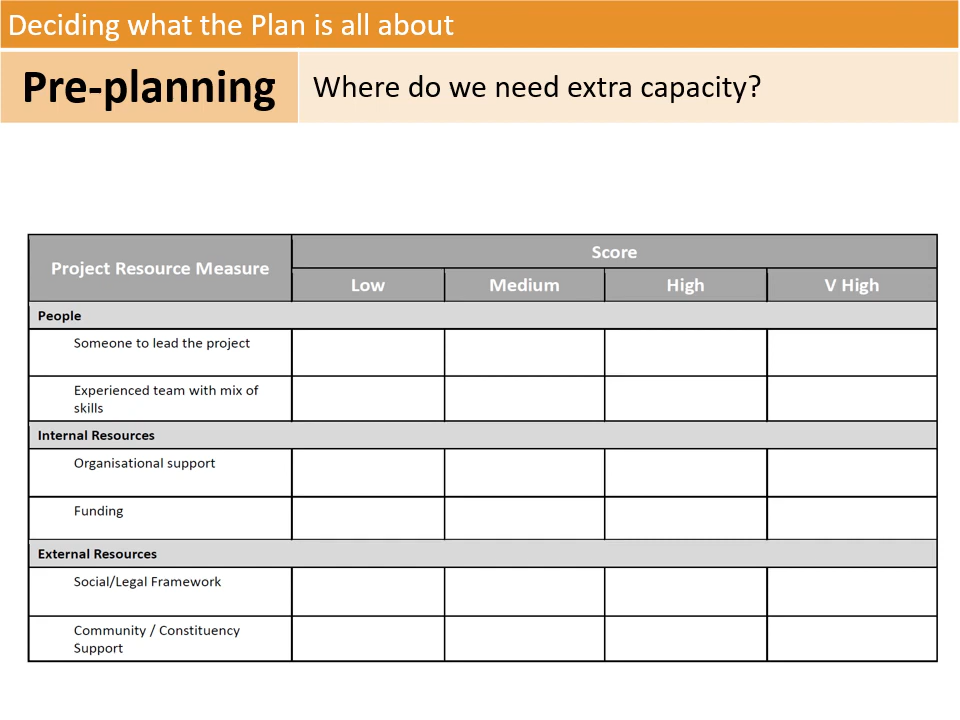 Deciding what the Plan is all about
Pre-planning
Where do we need extra capacity?
Project Resource Measure
Score
Low
Medium
High
V High
People
Someone to lead the project
Experienced team with mix of
skills
Internal Resources
Organisational support
Funding
External Resources
Social/Legal Framework
Community / Constituency
Support